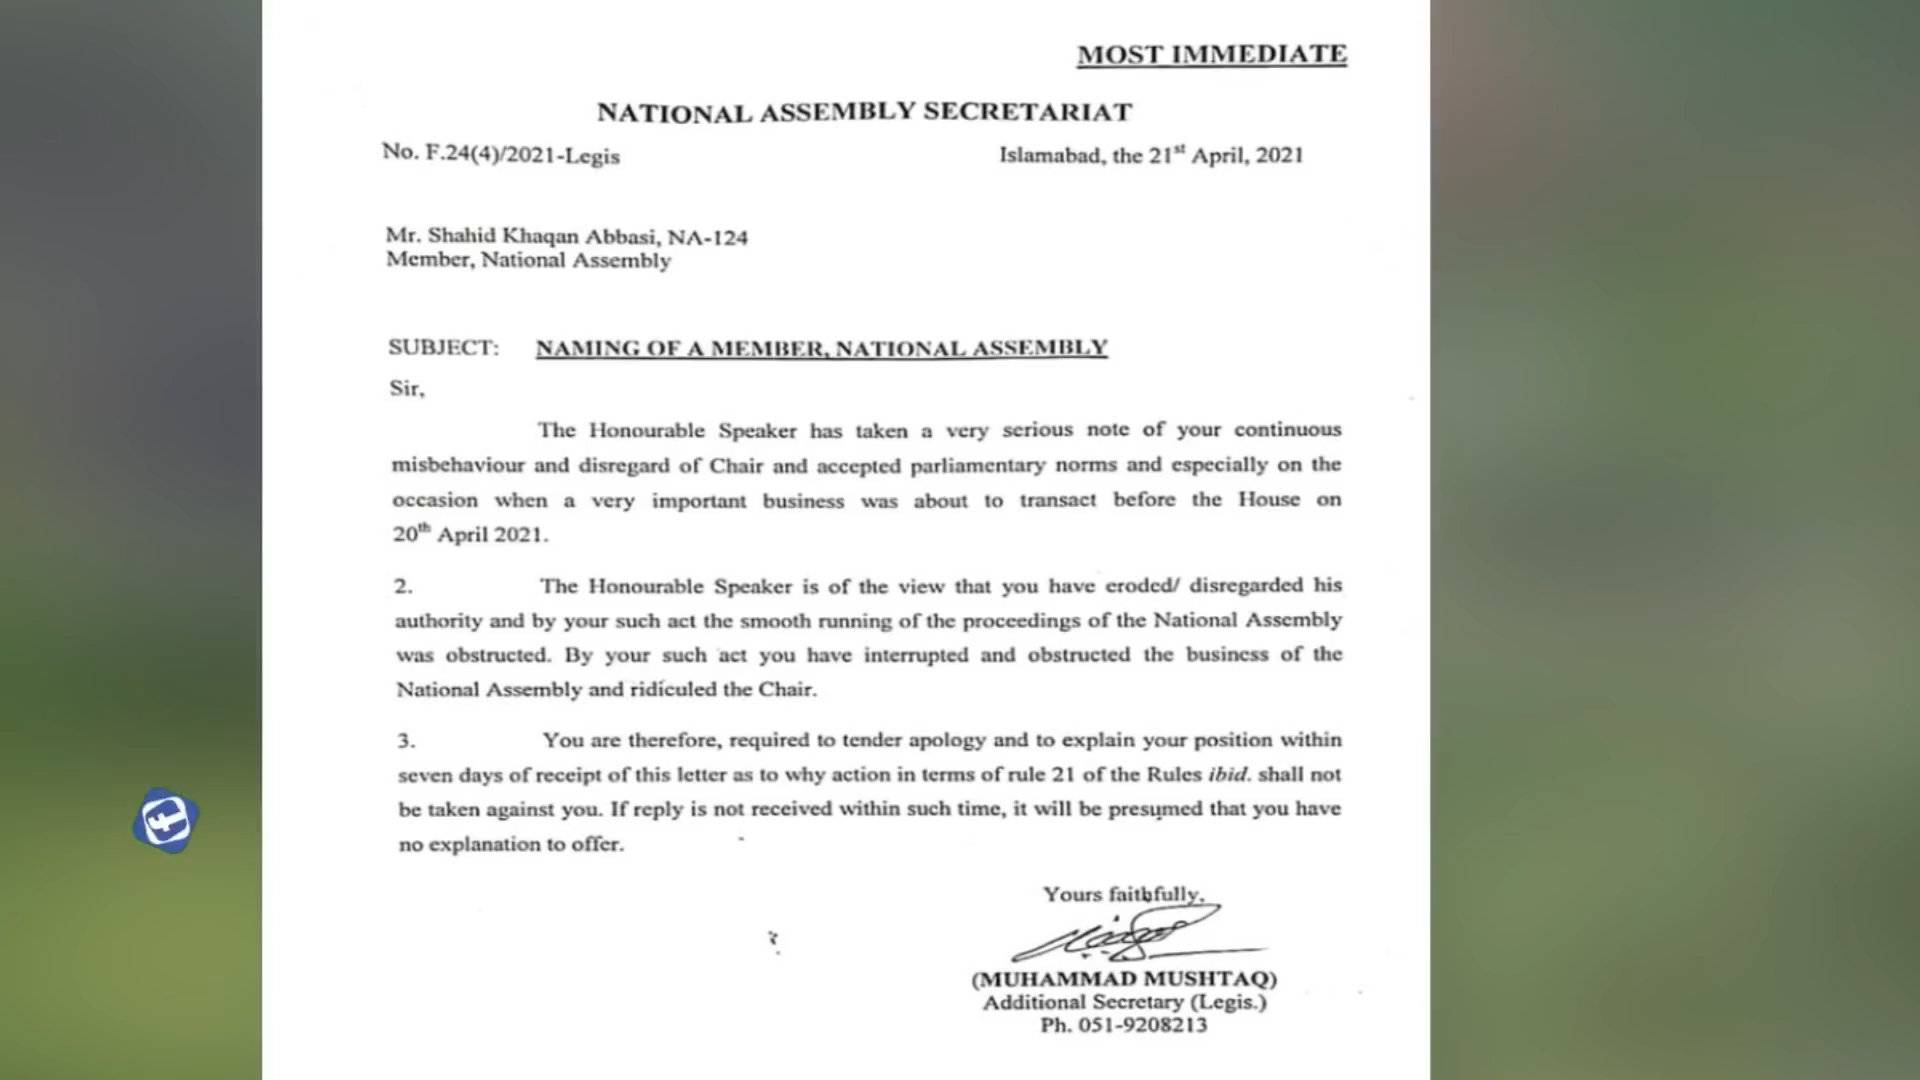 MOST IMMEDIATE
NATIONAL ASSEMBLY SECRETARIAT
No. F.24(4)/2021-Legis
Islamabad, the 21st April, 2021
Mr. Shahid Khaqan Abbasi, NA-124
Member, National Assembly
SUBJECT: NAMING OF A MEMBER, NATIONAL ASSEMBLY
Sir,
The Honourable Speaker has taken a very serious note of your continuous
misbehaviour and disregard of Chair and accepted parliamentary norms and especially on the
occasion when a very important business was about to transact before the House on
20th April 2021.
2. The Honourable Speaker is of the view that you have eroded/ disregarded his
authority and by your such act the smooth running of the proceedings of the National Assembly
was obstructed. By your such act you have interrupted and obstructed the business of the
National Assembly and ridiculed the Chair.
3. You are therefore, required to tender apology and to explain your position within
seven days of receipt of this letter as to why action in terms of rule 21 of the Rules ibid. shall not
be taken against you. If reply is not received within such time, it will be presumed that you have
no explanation to offer.
Yours faithfully,
(MUHAMMAD MUSHTAQ)
Additional Secretary (Legis.)
Ph. 051-9208213